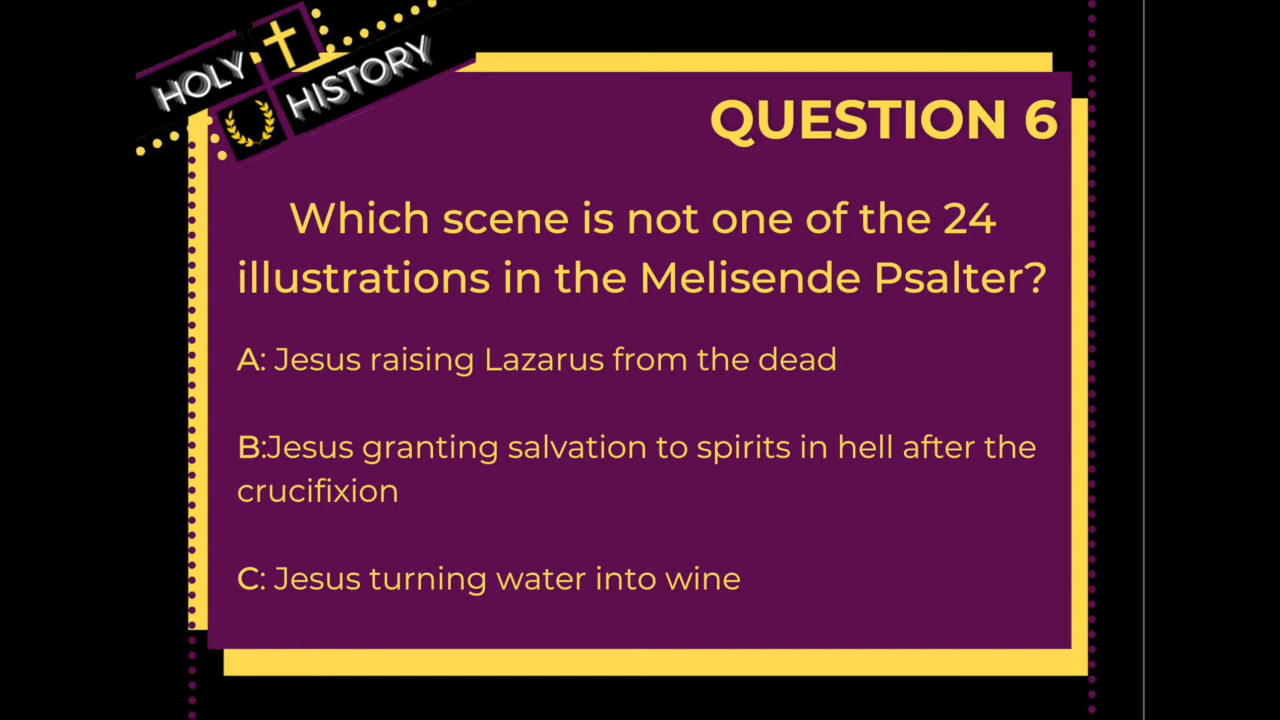 HOLY
HISTORY
QUESTION 6
Which scene is not one of the 24
illustrations in the Melisende Psalter?
A: Jesus raising Lazarus from the dead
B:Jesus granting salvation to spirits in hell after the
crucifixion
C: Jesus turning water into wine